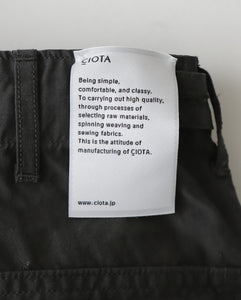 ÇIOTA
Being simple,
comfortable, and classy.
To carrying out high quality,
through processes of
selecting raw materials,
spinning weaving and
sewing fabrics.
This is the attitude of
manufacturing of ÇIOTA.
www.ciota.jp